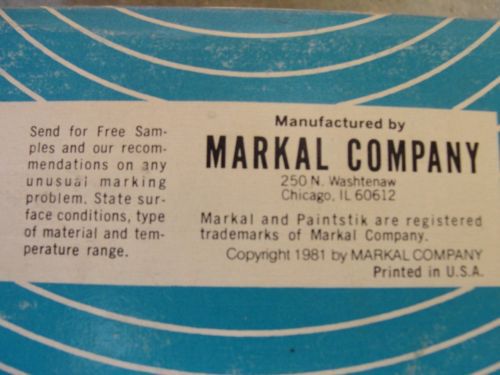 Send for Free Sam-
ples and our recom-
mendations on any
unusual marking
problem. State sur-
face conditions, type
of material and tem-
perature range.
Manufactured by
MARKAL COMPANY
250 N. Washtenaw
Chicago, IL 60612
Markal and Paintstik are registered
trademarks of Markal Company.
Copyright 1981 by MARKAL COMPANY
Printed in U.S.A.